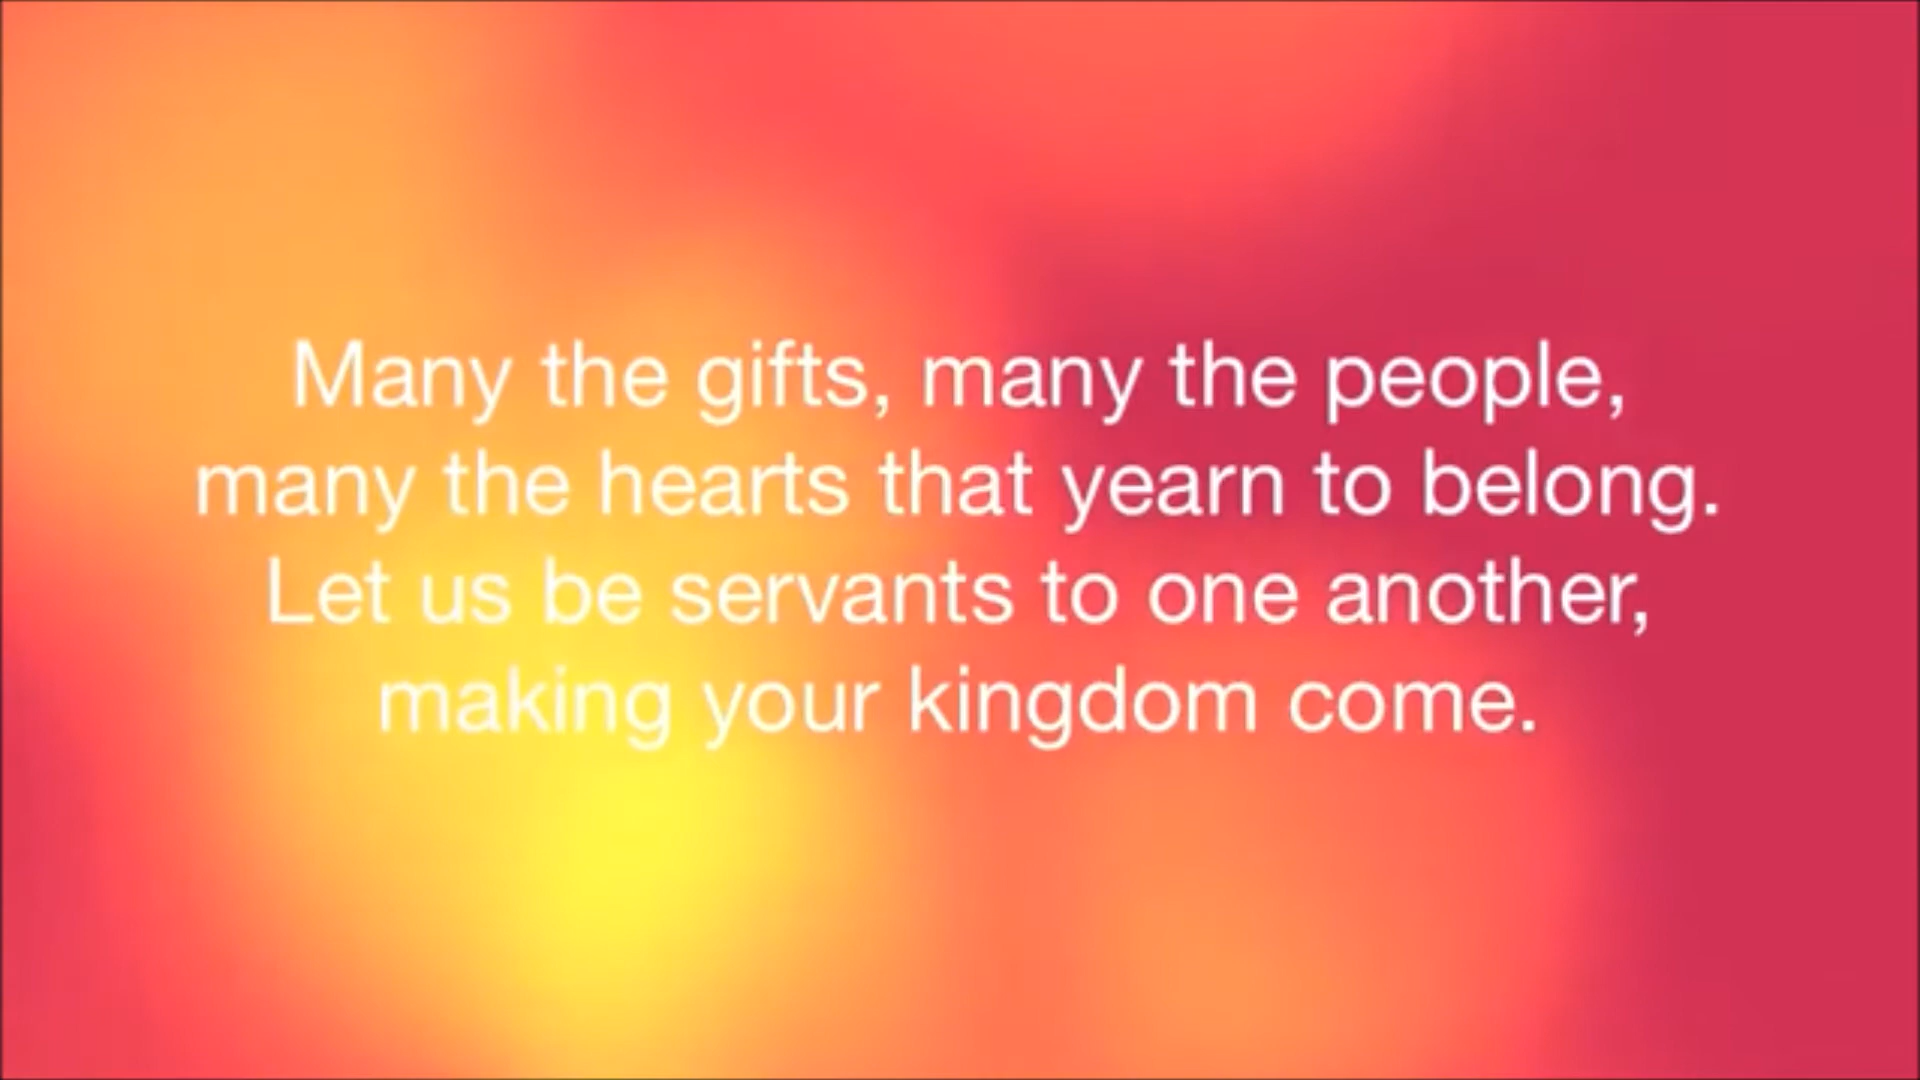 Many the gifts, many the people,
many the hearts that yearn to belong.
Let us be servants to one another,
making your kingdom come.